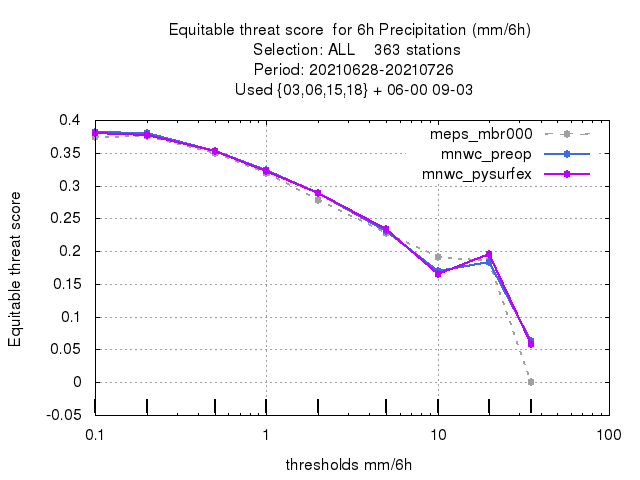 Equitable threat score  for 6h Precipitation (mm/6h)
Selection: ALL    363 stations
Period: 20210628-20210726
Used {03,06,15,18} + 06-00 09-03
meps_mbr000
mnwc_preop
mnwc_pysurfex
0.4
0.35
0.3
0.25
0.2
0.15
0.1
0.05
0
-0.05
Equitable threat score
0.1 1 10 100
thresholds mm/6h